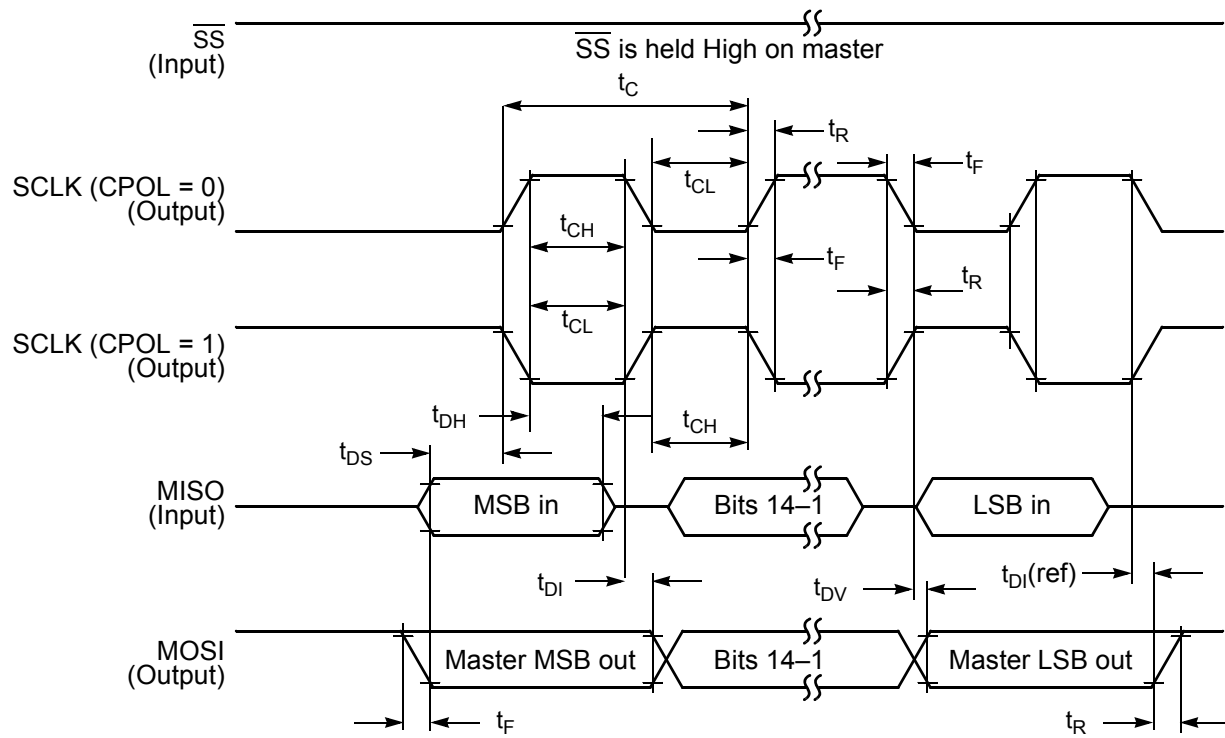 SS
(Input)
SS is held High on master
tC
tR
tF
SCLK (CPOL = 0)
(Output)
tCL
tCH
tF
tR
tCL
SCLK (CPOL = 1)
(Output)
tDH
tCH
tDS
MISO
(Input)
MSB in
Bits 14–1
LSB in
tDI
tDV
tDI(ref)
MOSI
(Output)
Master MSB out
Bits 14–1
Master LSB out
tF
tR